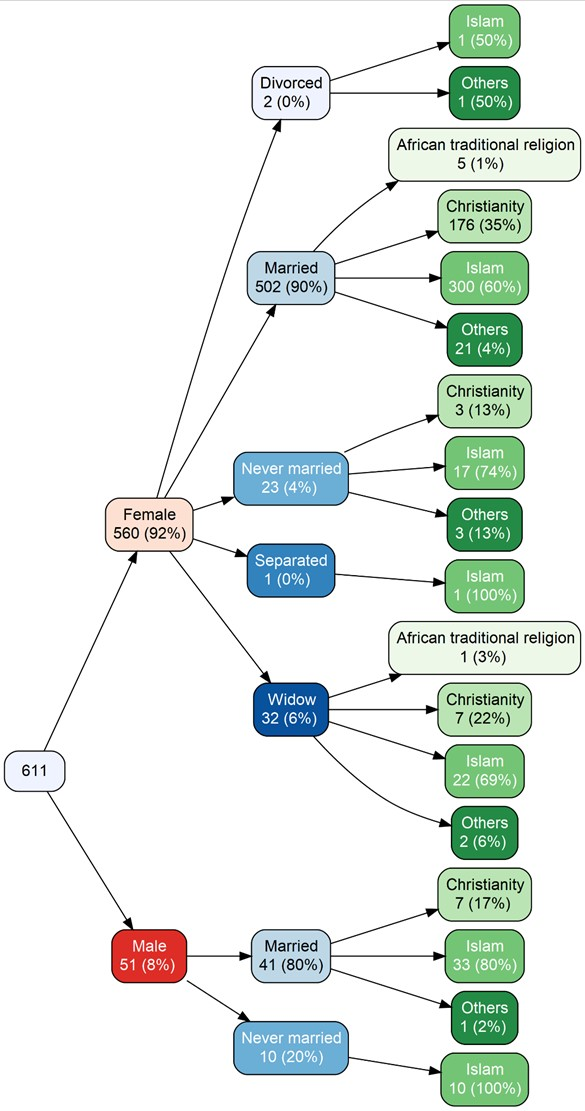 Islam
1 (50%)
Divorced
2 (0%)
Others
1 (50%)
African traditional religion
5 (1%)
Christianity
176 (35%)
Married
502 (90%)
Islam
300 (60%)
Others
21 (4%)
Christianity
3 (13%)
Never married
23 (4%)
Islam
17 (74%)
Female
560 (92%)
Others
3 (13%)
Separated
1 (0%)
Islam
1 (100%)
African traditional religion
1 (3%)
Widow
32 (6%)
Christianity
7 (22%)
611
Islam
22 (69%)
Others
2 (6%)
Christianity
7 (17%)
Male
51 (8%)
Married
41 (80%)
Islam
33 (80%)
Others
1 (2%)
Never married
10 (20%)
Islam
10 (100%)